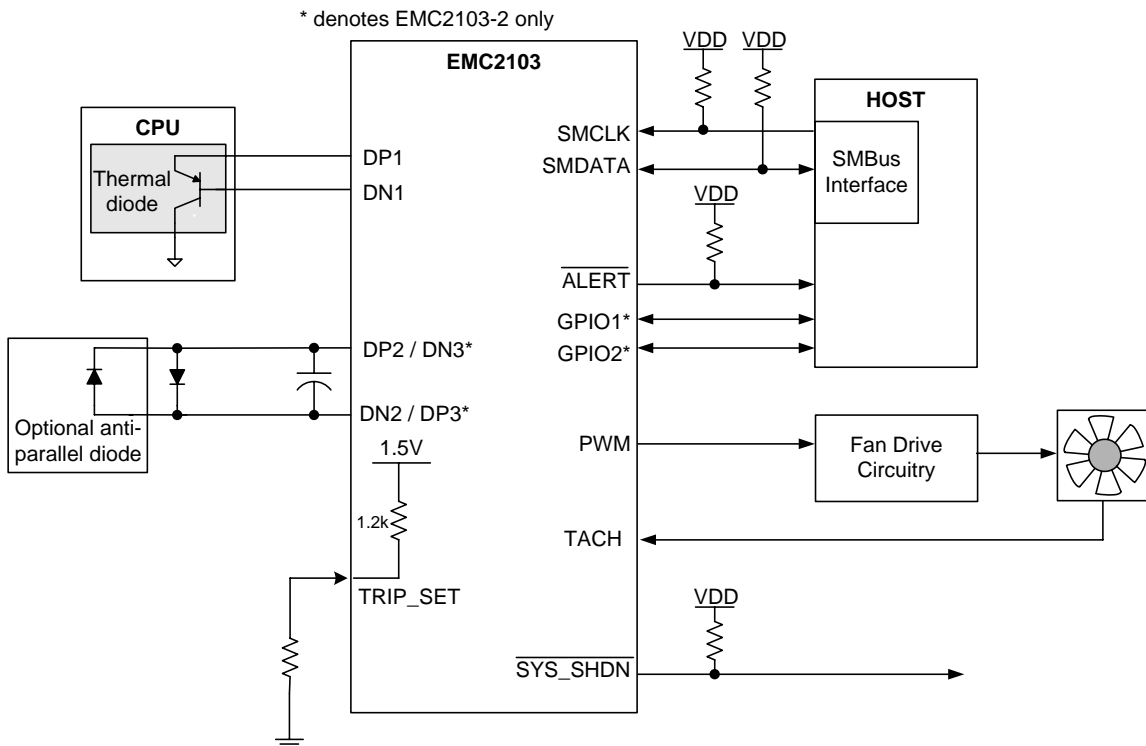 * denotes EMC2103-2 only
EMC2103
VDD
VDD
HOST
CPU
Thermal
diode
DP1
DN1
SMCLK
SMDATA
SMBus
Interface
VDD
ALERT
GPIO1*
GPIO2*
DP2 / DN3*
DN2 / DP3*
Optional anti-
parallel diode
1.5V
1.2k
PWM
Fan Drive
Circuitry
TACH
TRIP_SET
VDD
SYS_SHDN